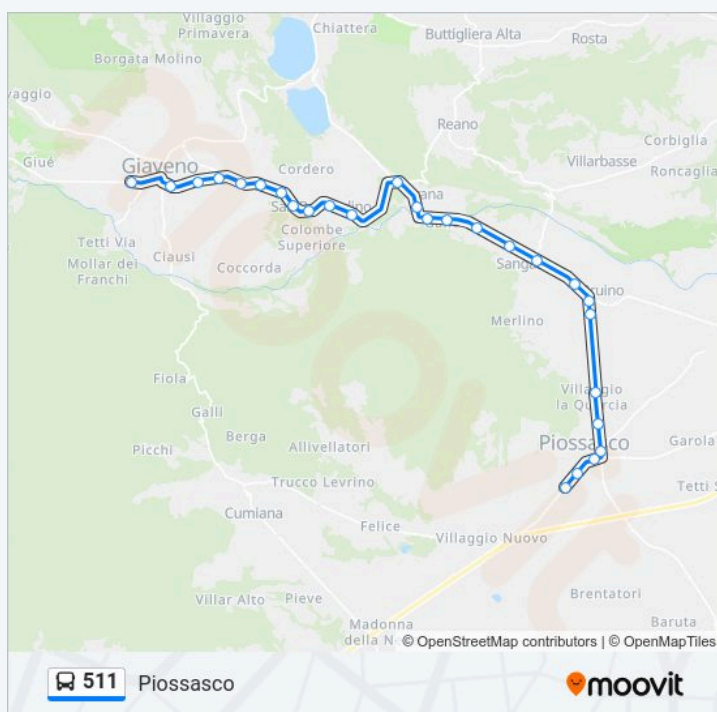 Villaggio
Primavera
Chiattera
Buttigliera Alta
Rosta
Borgata Molino
vaggio
Reano
Corbiglia
Giué
Giaveno
Cordero
Villarbasse
Roncaglia
ana
Colombe
Superiore
Tetti Via
Mollar dei
Franchi
Ciausi
Coccorda
Sanga
uino
Merlino
Fiola
Villaggio
la Quercia
Galli
Berga
Allivellatori
Piossasco
Garola
Picchi
Trucco Levrino
Tetti S
Cumiana
Felice
Villaggio Nuovo
Villar Alto
Pieve
Brentatori
Madonna
della N
Baruta
© OpenStreetMap contributors | © OpenMapTiles
511
Piossasco
moovit